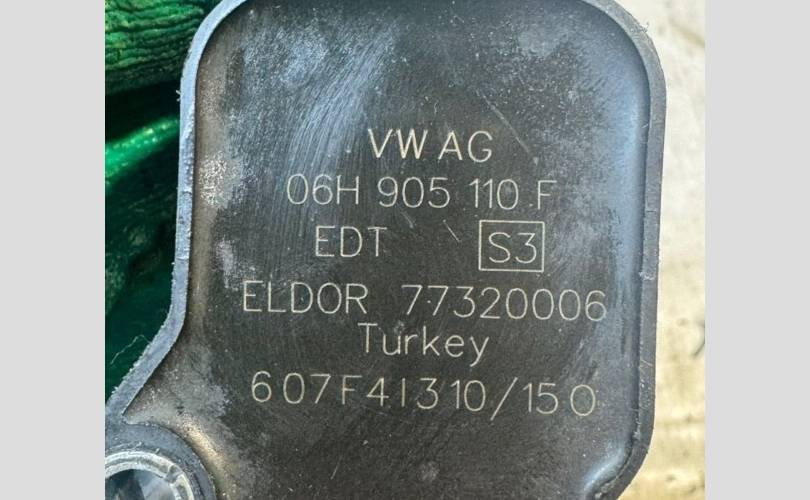 VW AG
06H 905 110 F
EDT S3
ELDOR 77320006
Turkey
607F41310/150